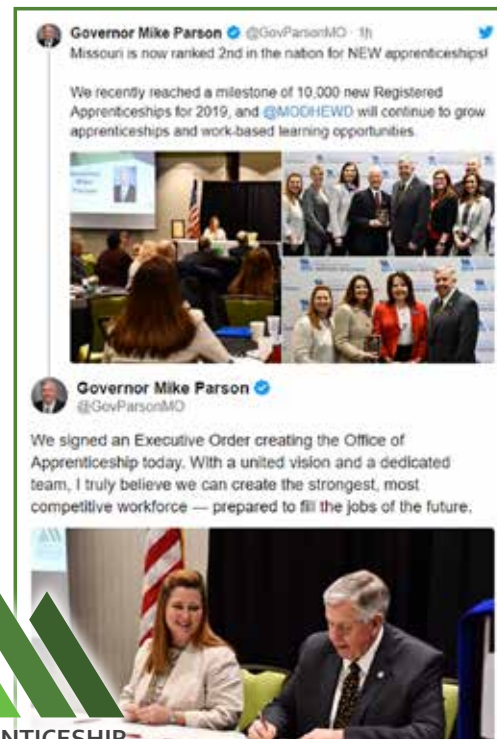 Governor Mike Parson @GovParsonMO · 1h
Missouri is now ranked 2nd in the nation for NEW apprenticeships!
We recently reached a milestone of 10,000 new Registered
Apprenticeships for 2019, and @MODHEWD will continue to grow
apprenticeships and work-based learning opportunities.
Governor Mike Parson
@GovParsonMO
We signed an Executive Order creating the Office of
Apprenticeship today. With a united vision and a dedicated
team, I truly believe we can create the strongest, most
competitive workforce — prepared to fill the jobs of the future.
NTICESHIP